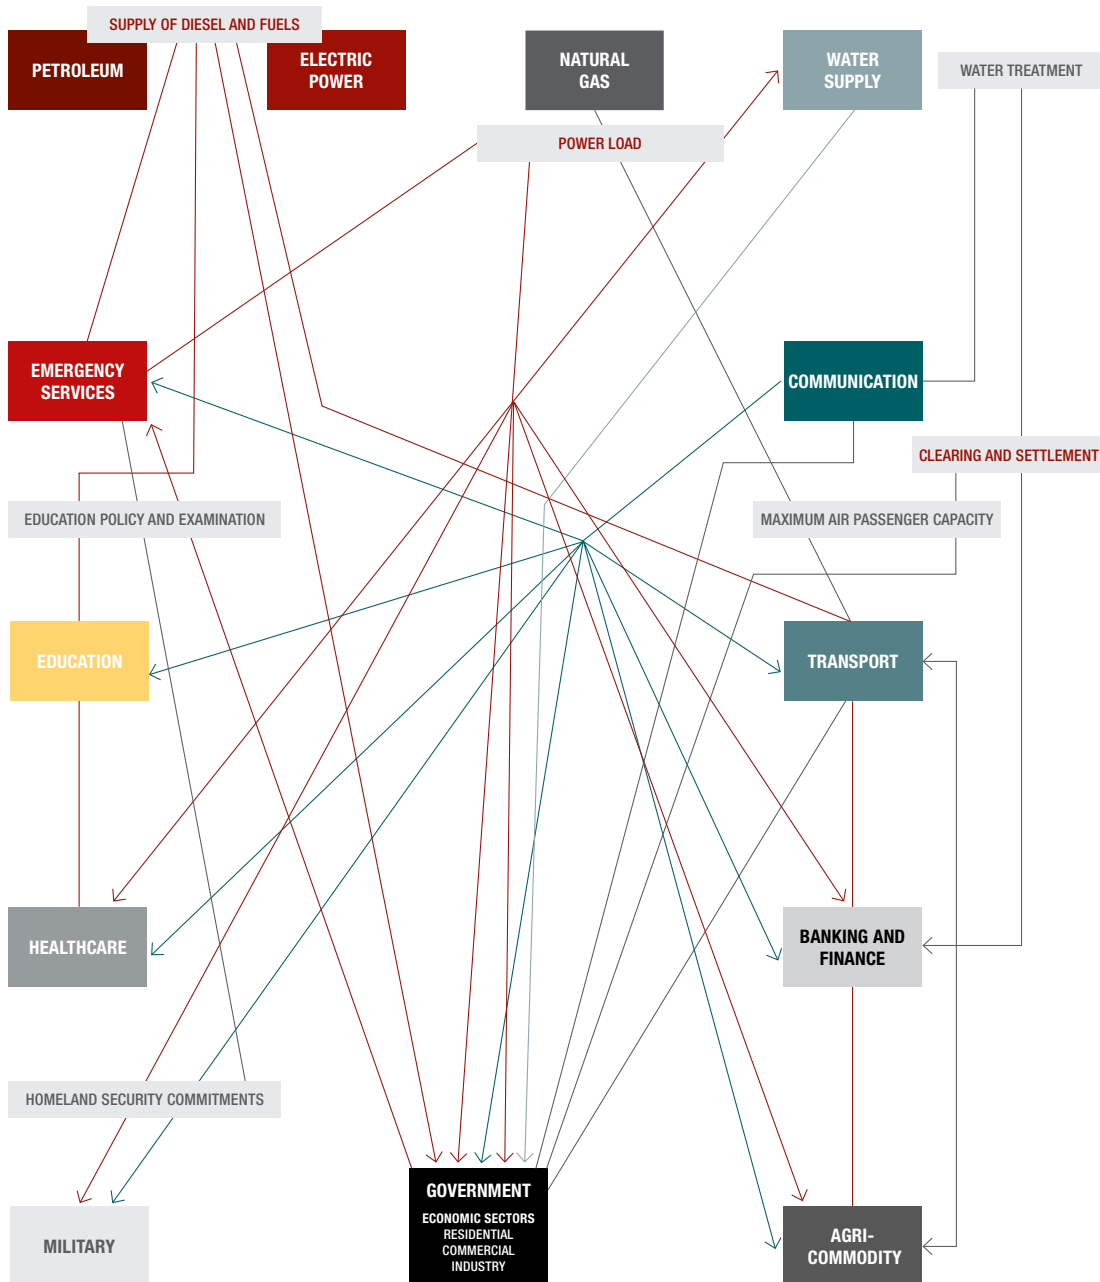 SUPPLY OF DIESEL AND FUELS
PETROLEUM
ELECTRIC
POWER
NATURAL
GAS
WATER
SUPPLY
WATER TREATMENT
POWER LOAD
EMERGENCY
SERVICES
COMMUNICATION
CLEARING AND SETTLEMENT
EDUCATION POLICY AND EXAMINATION
MAXIMUM AIR PASSENGER CAPACITY
EDUCATION
TRANSPORT
HEALTHCARE
BANKING AND
FINANCE
HOMELAND SECURITY COMMITMENTS
MILITARY
GOVERNMENT
ECONOMIC SECTORS
RESIDENTIAL
COMMERCIAL
INDUSTRY
AGRI-
COMMODITY